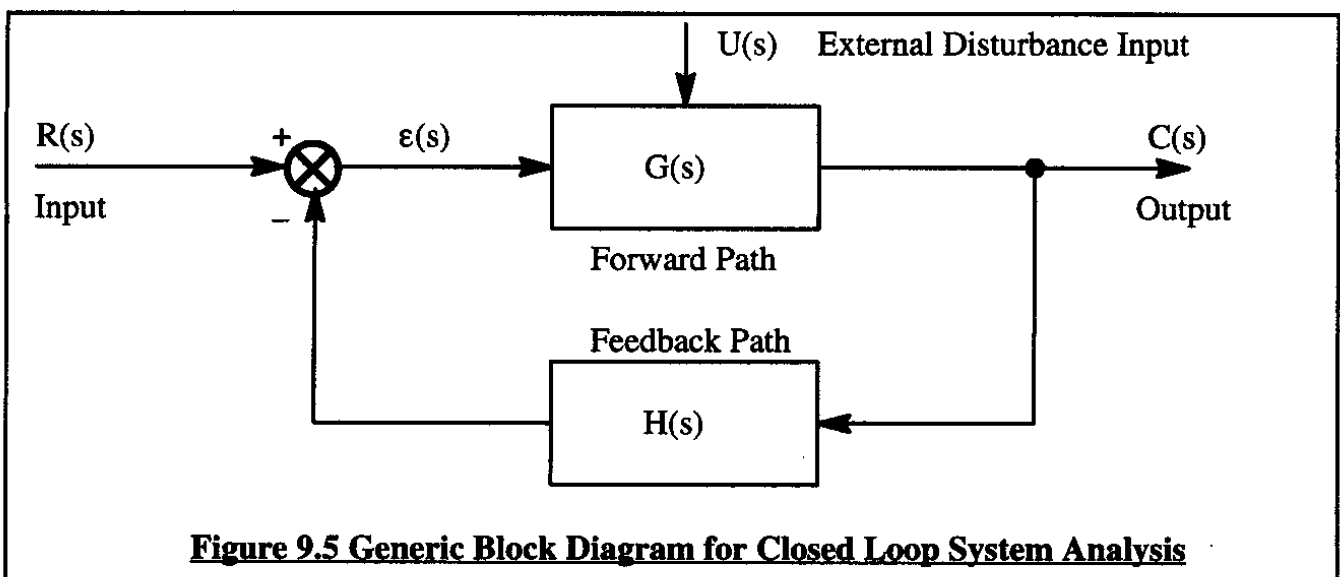 U(s) External Disturbance Input
R(s)
+
ε(s)
G(s)
C(s)
Input
−
Output
Forward Path
Feedback Path
H(s)
Figure 9.5 Generic Block Diagram for Closed Loop System Analysis